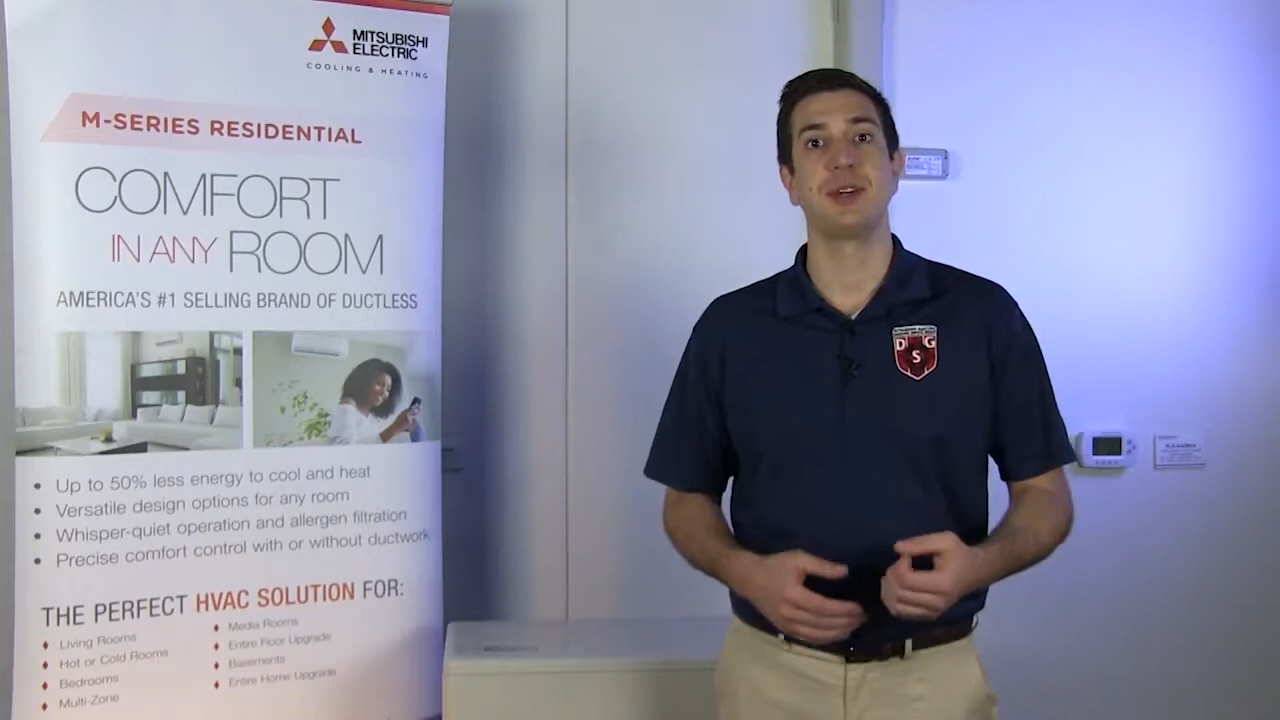 MITSUBISHI
ELECTRIC
COOLING & HEATING
M-SERIES RESIDENTIAL
COMFORT
IN ANY ROOM
AMERICA'S #1 SELLING BRAND OF DUCTLESS
• Up to 50% less energy to cool and heat
• Versatile design options for any room
• Whisper-quiet operation and allergen filtration
• Precise comfort control with or without ductwork
THE PERFECT HVAC SOLUTION FOR:
Living Rooms
Hot or Cold Rooms
Bedrooms
Multi-Zone
Media Rooms
Entire Floor Upgrade
Basements
Entire Home Upgrade
D G
S